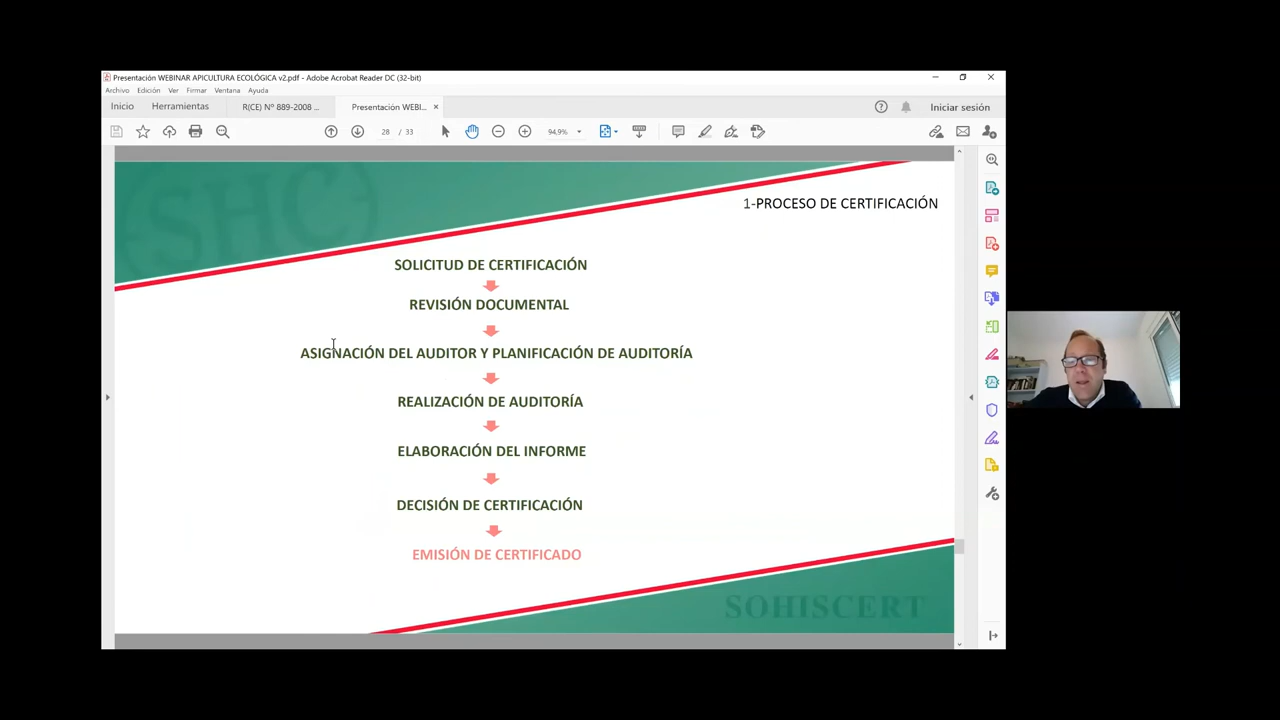 Presentación WEBINAR APICULTURA ECOLÓGICA v2.pdf - Adobe Acrobat Reader DC (32-bit)
Archivo Edición Ver Firmar Ventana Ayuda
Inicio Herramientas R(CE) Nº 889-2008 ... Presentación WEBI... × Iniciar sesión
28 / 33 94,9%
SHC
1-PROCESO DE CERTIFICACIÓN
SOLICITUD DE CERTIFICACIÓN
REVISIÓN DOCUMENTAL
ASIGNACIÓN DEL AUDITOR Y PLANIFICACIÓN DE AUDITORÍA
REALIZACIÓN DE AUDITORÍA
ELABORACIÓN DEL INFORME
DECISIÓN DE CERTIFICACIÓN
EMISIÓN DE CERTIFICADO
SOHISCERT